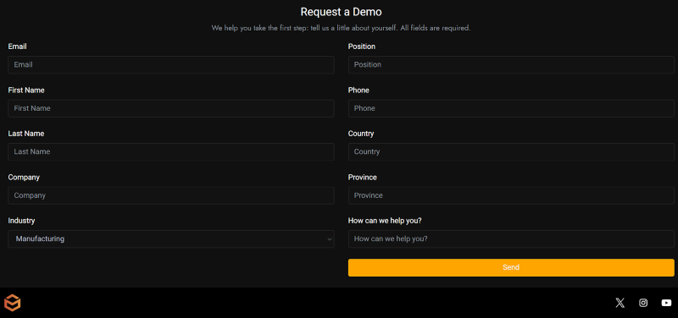 Request a Demo
We help you take the first step: tell us a little about yourself. All fields are required.
Email
Email
First Name
First Name
Last Name
Last Name
Company
Company
Industry
Manufacturing
Position
Position
Phone
Phone
Country
Country
Province
Province
How can we help you?
How can we help you?
Send